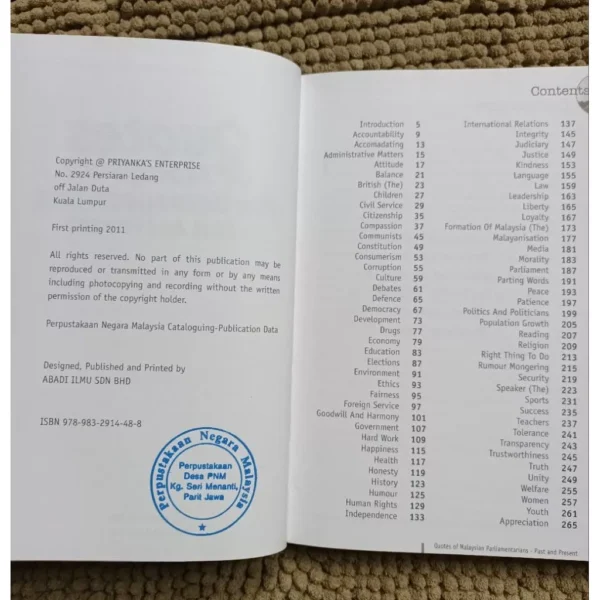 Copyright @ PRIYANKA'S ENTERPRISE
No. 2924 Persiaran Ledang
off Jalan Duta
Kuala Lumpur
First printing 2011
All rights reserved. No part of this publication may be
reproduced or transmitted in any form or by any means
including photocopying and recording without the written
permission of the copyright holder.
Perpustakaan Negara Malaysia Cataloguing-Publication Data
Designed, Published and Printed by
ABADI ILMU SDN BHD
ISBN 978-983-2914-48-8
Perpustakaan Negara Malaysia
Perpustakaan
Desa PNM
Kg. Seri Menanti,
Parit Jawa
Contents
Introduction 5
Accountability 9
Accomadating 13
Administrative Matters 15
Attitude 17
Balance 21
British (The) 23
Children 27
Civil Service 29
Citizenship 35
Compassion 37
Communists 45
Constitution 49
Consumerism 53
Corruption 55
Culture 59
Debates 61
Defence 65
Democracy 67
Development 73
Drugs 77
Economy 79
Education 83
Elections 87
Environment 91
Ethics 93
Fairness 95
Foreign Service 97
Goodwill And Harmony 101
Government 107
Hard Work 109
Happiness 115
Health 117
Honesty 119
History 123
Humour 125
Human Rights 129
Independence 133
International Relations 137
Integrity 145
Judiciary 147
Justice 149
Kindness 153
Language 155
Law 159
Leadership 163
Liberty 165
Loyalty 167
Formation Of Malaysia (The) 173
Malayanisation 177
Media 181
Morality 183
Parliament 187
Parting Words 191
Peace 193
Patience 197
Politics And Politicians 199
Population Growth 205
Reading 207
Religion 209
Right Thing To Do 213
Rumour Mongering 215
Security 219
Speaker (The) 223
Sports 231
Success 235
Teachers 237
Tolerance 241
Transparency 243
Trustworthiness 245
Truth 247
Unity 249
Welfare 255
Women 257
Youth 261
Appreciation 265
Quotes of Malaysian Parliamentarians - Past and Present